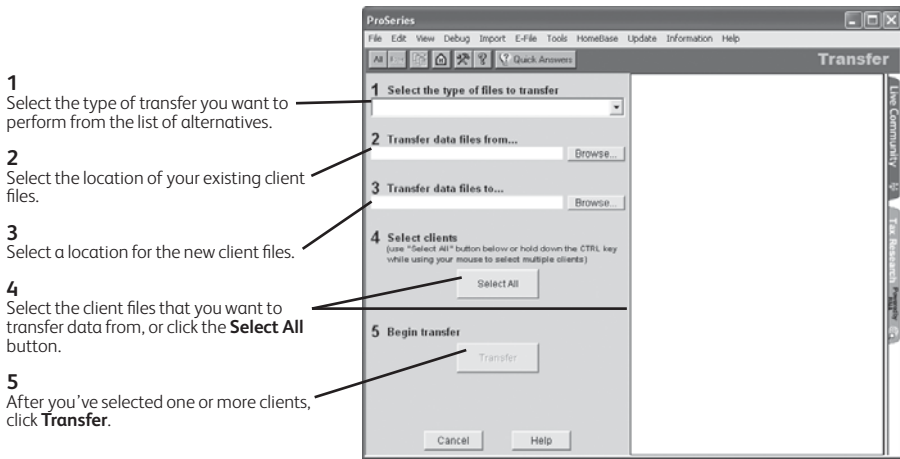 ProSeries
File Edit View Debug Import E-File Tools HomeBase Update Information Help
All
Quick Answers
Transfer
1
Select the type of transfer you want to
perform from the list of alternatives.
2
Select the location of your existing client
files.
3
Select a location for the new client files.
4
Select the client files that you want to
transfer data from, or click the Select All
button.
5
After you've selected one or more clients,
click Transfer.
1 Select the type of files to transfer
2 Transfer data files from...
Browse...
3 Transfer data files to...
Browse...
4 Select clients
(use "Select All" button below or hold down the CTRL key
while using your mouse to select multiple clients)
Select All
5 Begin transfer
Transfer
Cancel Help
Live Community
Tax Research